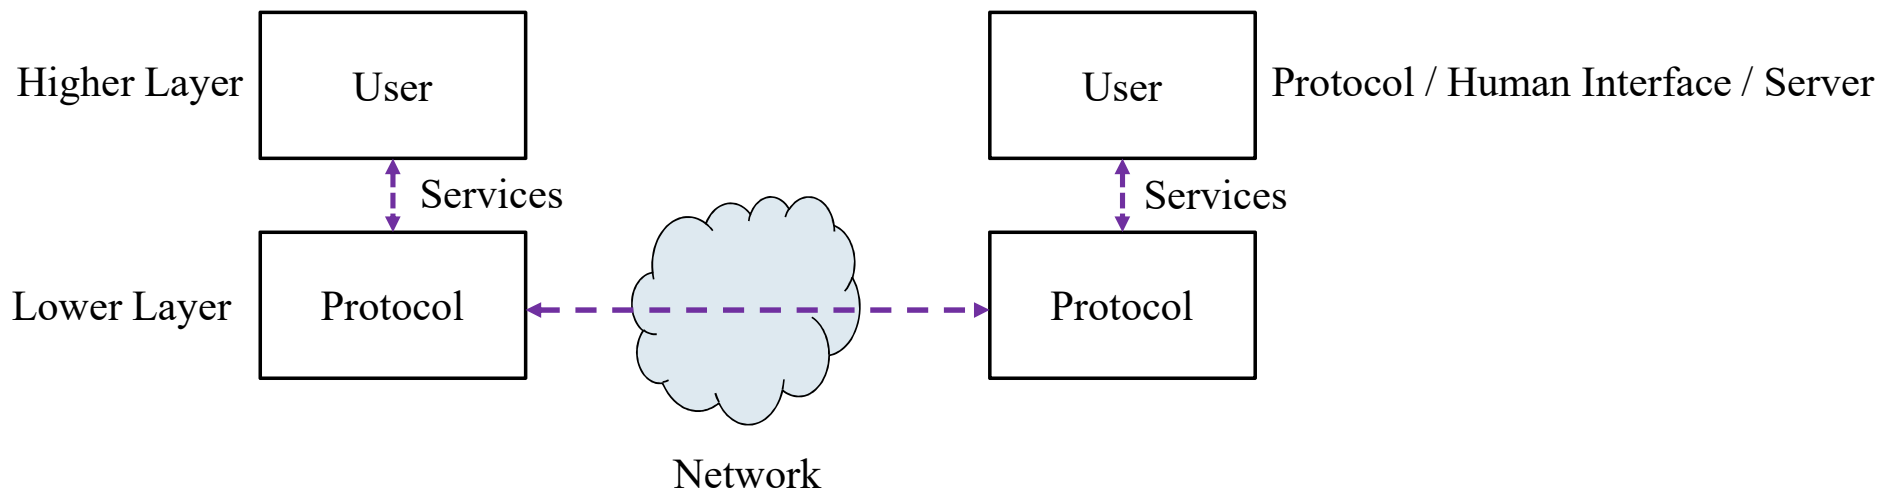 Higher Layer
User
User
Protocol / Human Interface / Server
Services
Services
Lower Layer
Protocol
Protocol
Network